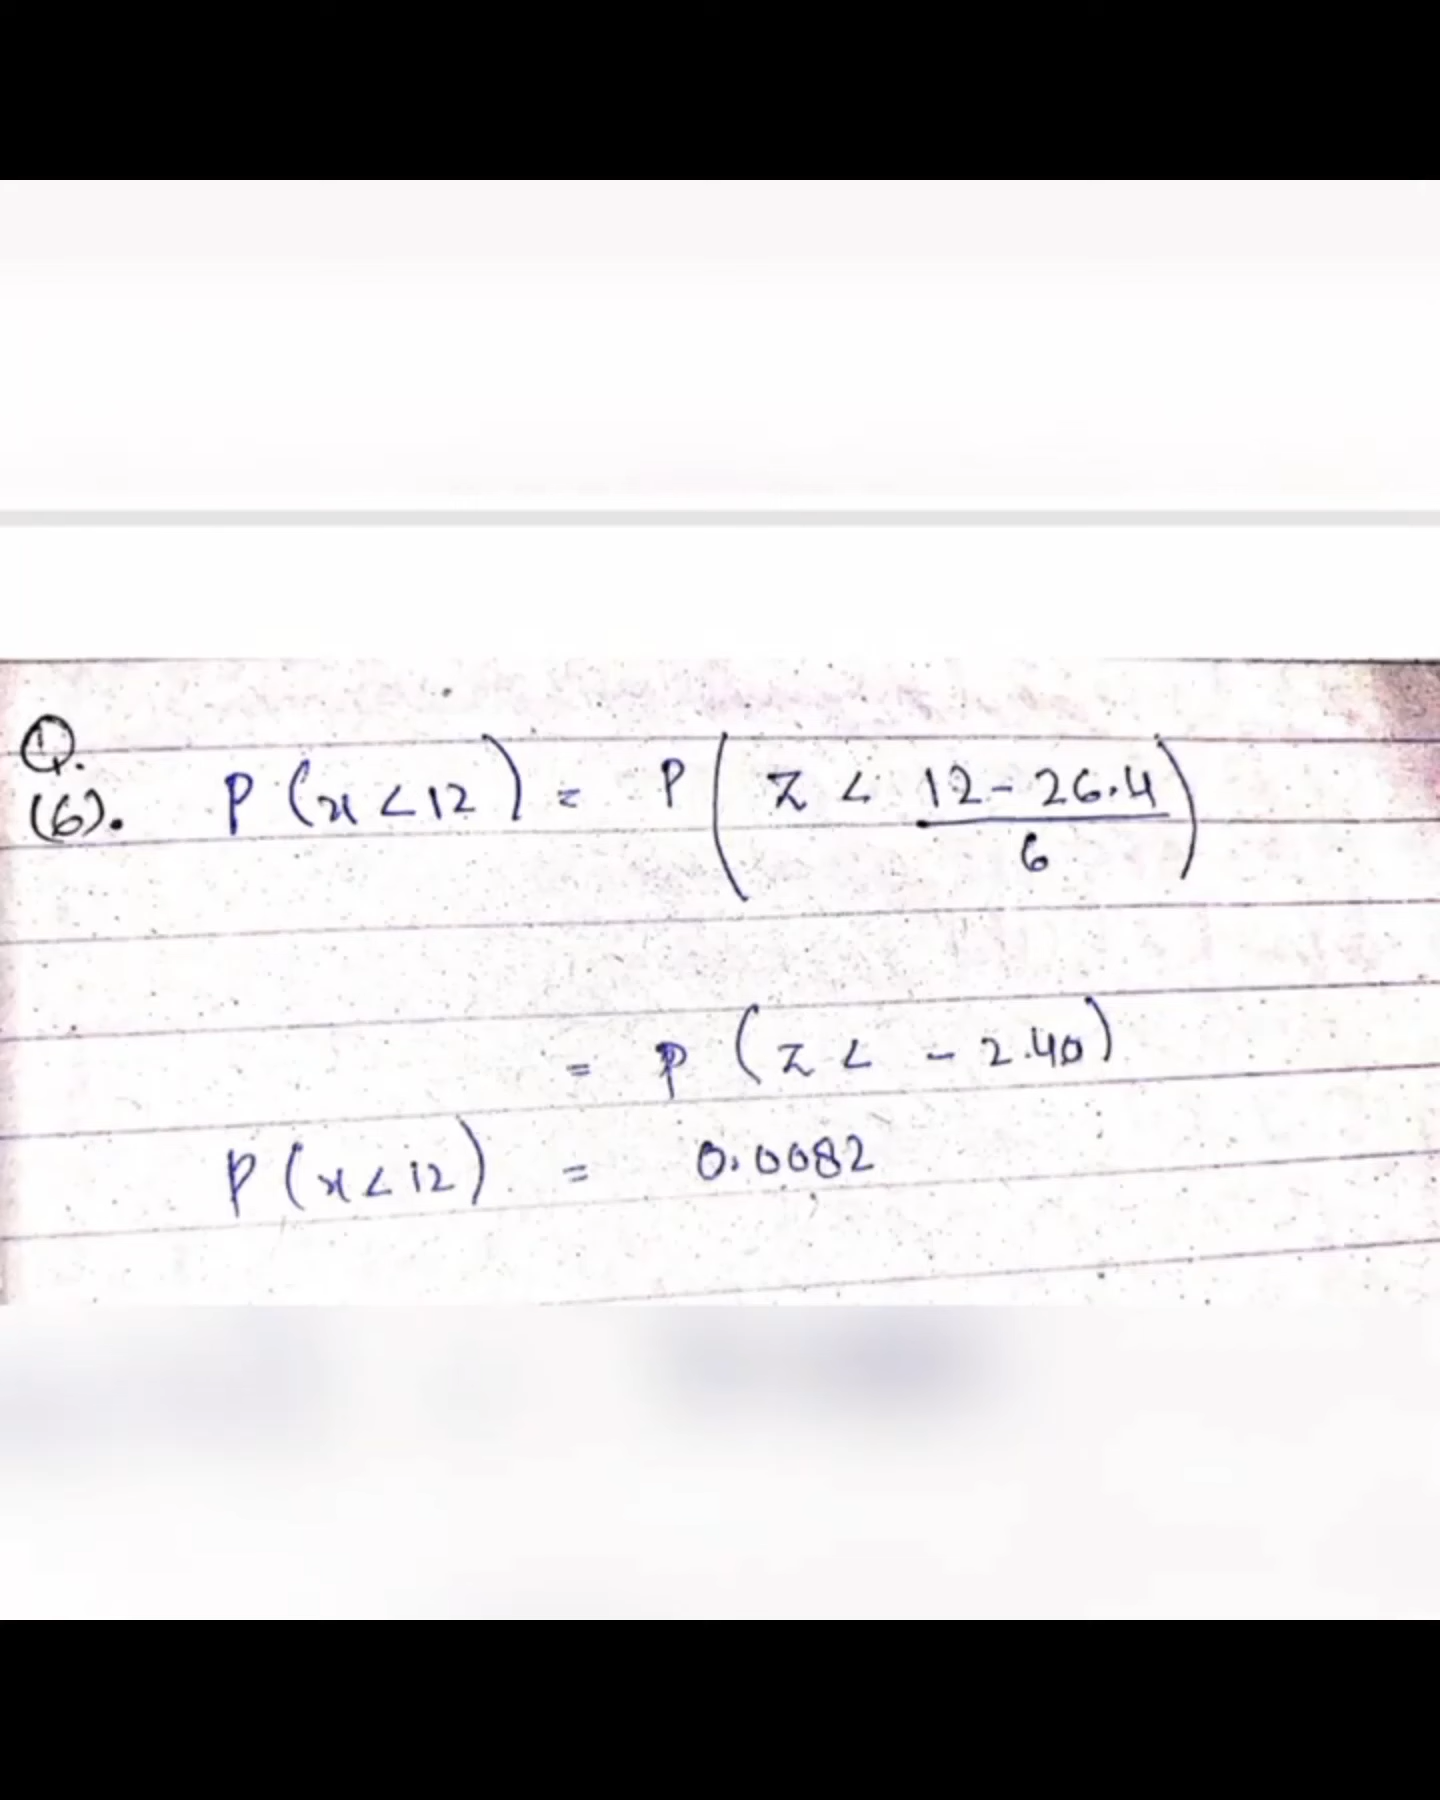 Q.
(6). P (x < 12) = P ( Z < 12 - 26.4 / 6 )
= P (Z < - 2.40)
P (x < 12) = 0.0082